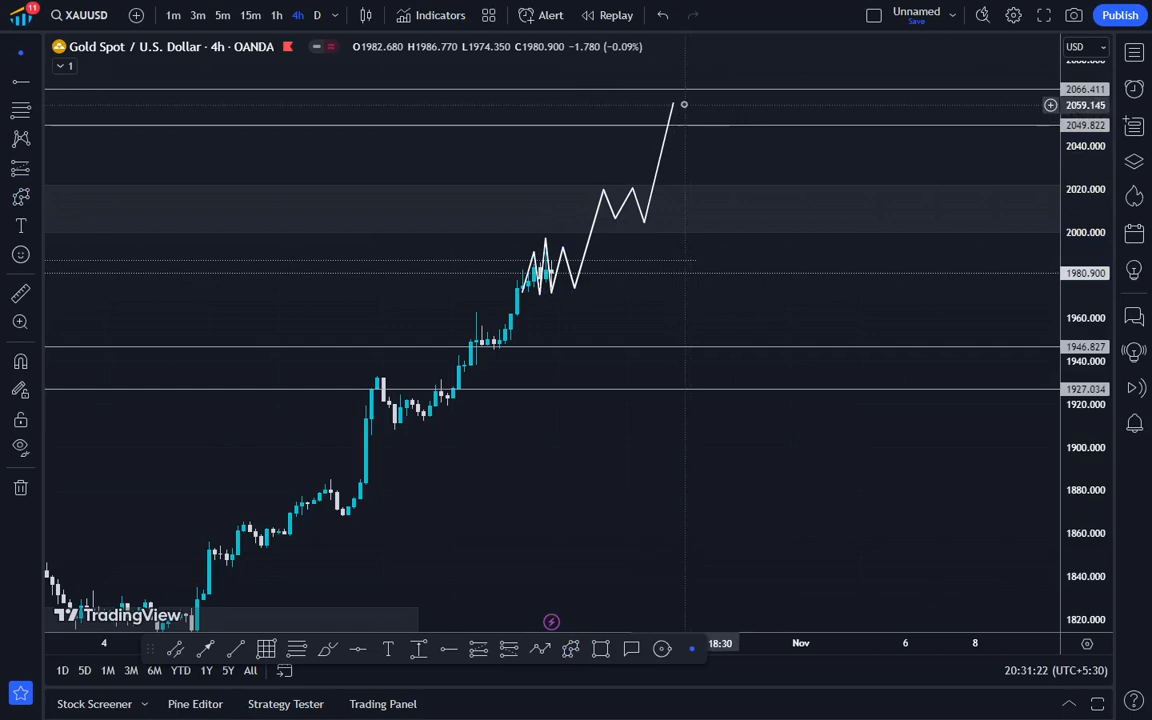 11
XAUUSD
1m 3m 5m 15m 1h 4h D
Indicators
Alert
Replay
Unnamed
Save
Publish
Gold Spot / U.S. Dollar · 4h · OANDA
O1982.680 H1986.770 L1974.350 C1980.900 −1.780 (−0.09%)
1
USD
2066.411
2059.145
2049.822
2040.000
2020.000
2000.000
1980.900
1960.000
1946.827
1940.000
1927.034
1920.000
1900.000
1880.000
1860.000
1840.000
1820.000
TradingView
4
18:30
Nov
6
8
1D 5D 1M 3M 6M YTD 1Y 5Y All
20:31:22 (UTC+5:30)
Stock Screener
Pine Editor
Strategy Tester
Trading Panel